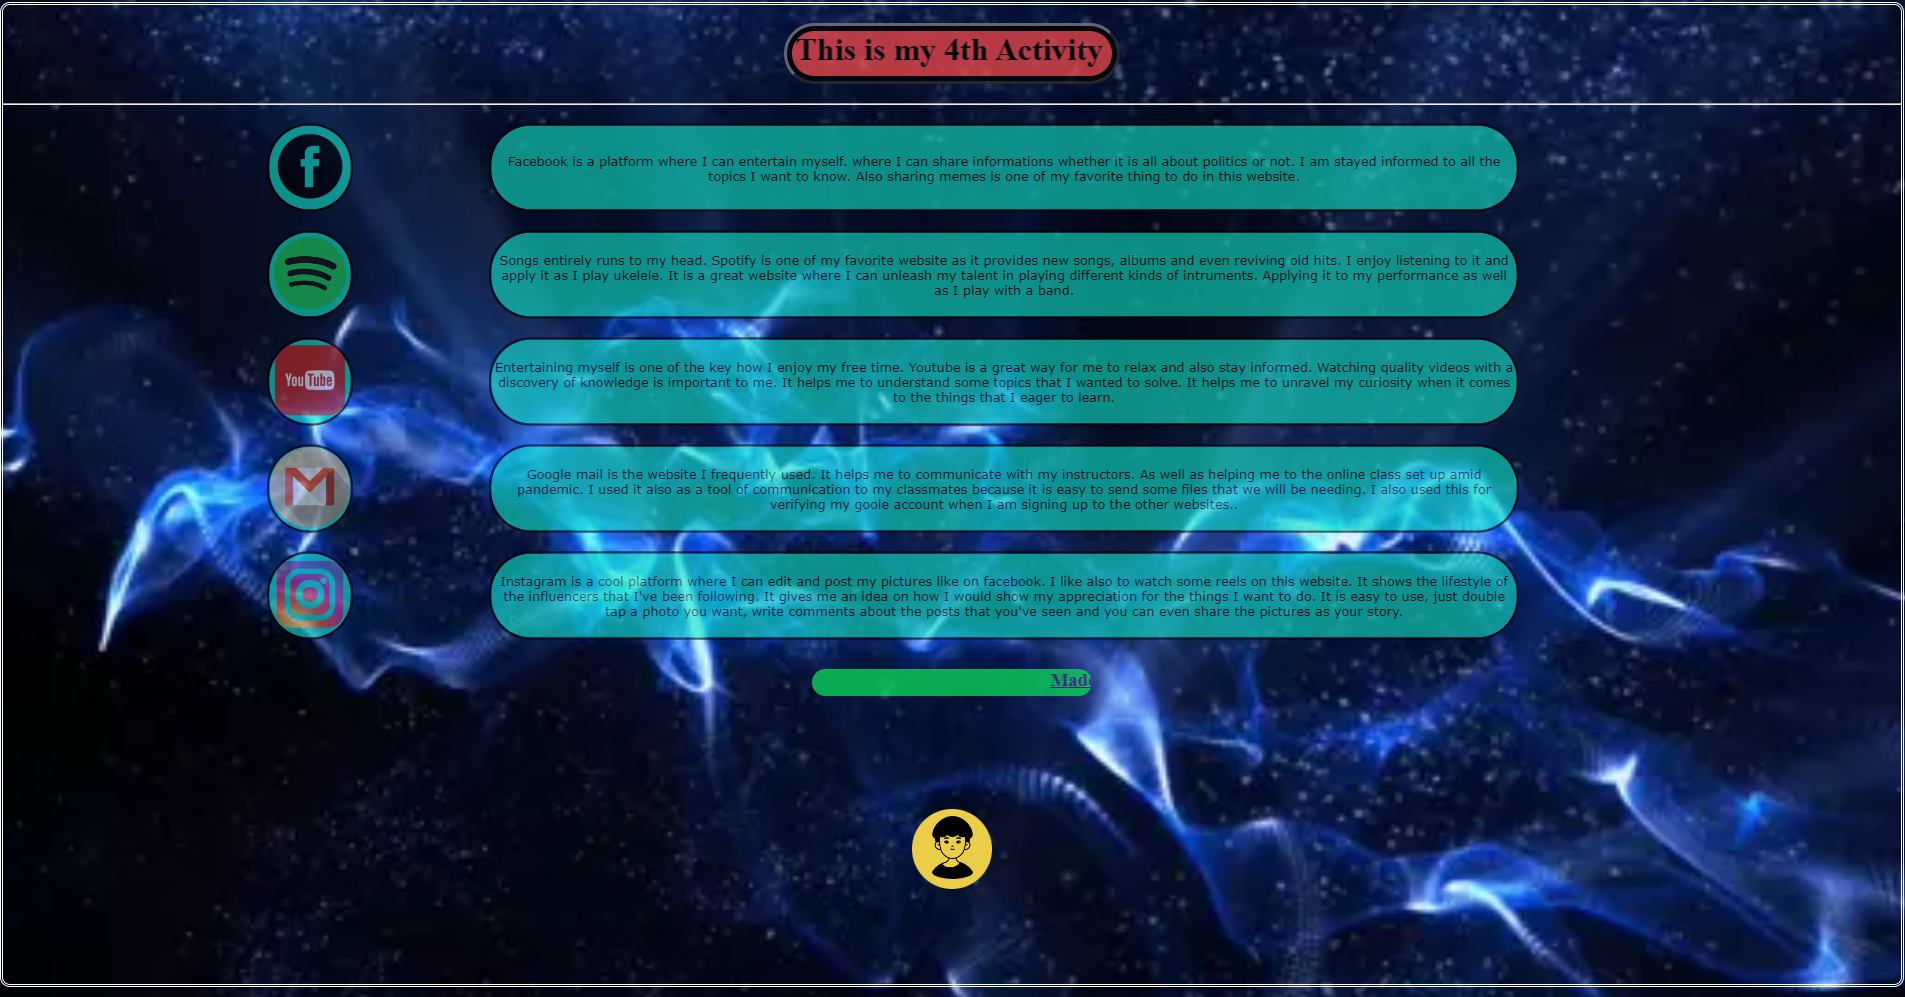 This is my 4th Activity
Facebook is a platform where I can entertain myself. where I can share informations whether it is all about politics or not. I am stayed informed to all the
topics I want to know. Also sharing memes is one of my favorite thing to do in this website.
Songs entirely runs to my head. Spotify is one of my favorite website as it provides new songs, albums and even reviving old hits. I enjoy listening to it and
apply it as I play ukelele. It is a great website where I can unleash my talent in playing different kinds of intruments. Applying it to my performance as well
as I play with a band.
YouTube
Entertaining myself is one of the key how I enjoy my free time. Youtube is a great way for me to relax and also stay informed. Watching quality videos with a
discovery of knowledge is important to me. It helps me to understand some topics that I wanted to solve. It helps me to unravel my curiosity when it comes
to the things that I eager to learn.
Google mail is the website I frequently used. It helps me to communicate with my instructors. As well as helping me to the online class set up amid
pandemic. I used it also as a tool of communication to my classmates because it is easy to send some files that we will be needing. I also used this for
verifying my goole account when I am signing up to the other websites..
Instagram is a cool platform where I can edit and post my pictures like on facebook. I like also to watch some reels on this website. It shows the lifestyle of
the influencers that I've been following. It gives me an idea on how I would show my appreciation for the things I want to do. It is easy to use, just double
tap a photo you want, write comments about the posts that you've seen and you can even share the pictures as your story.
Made